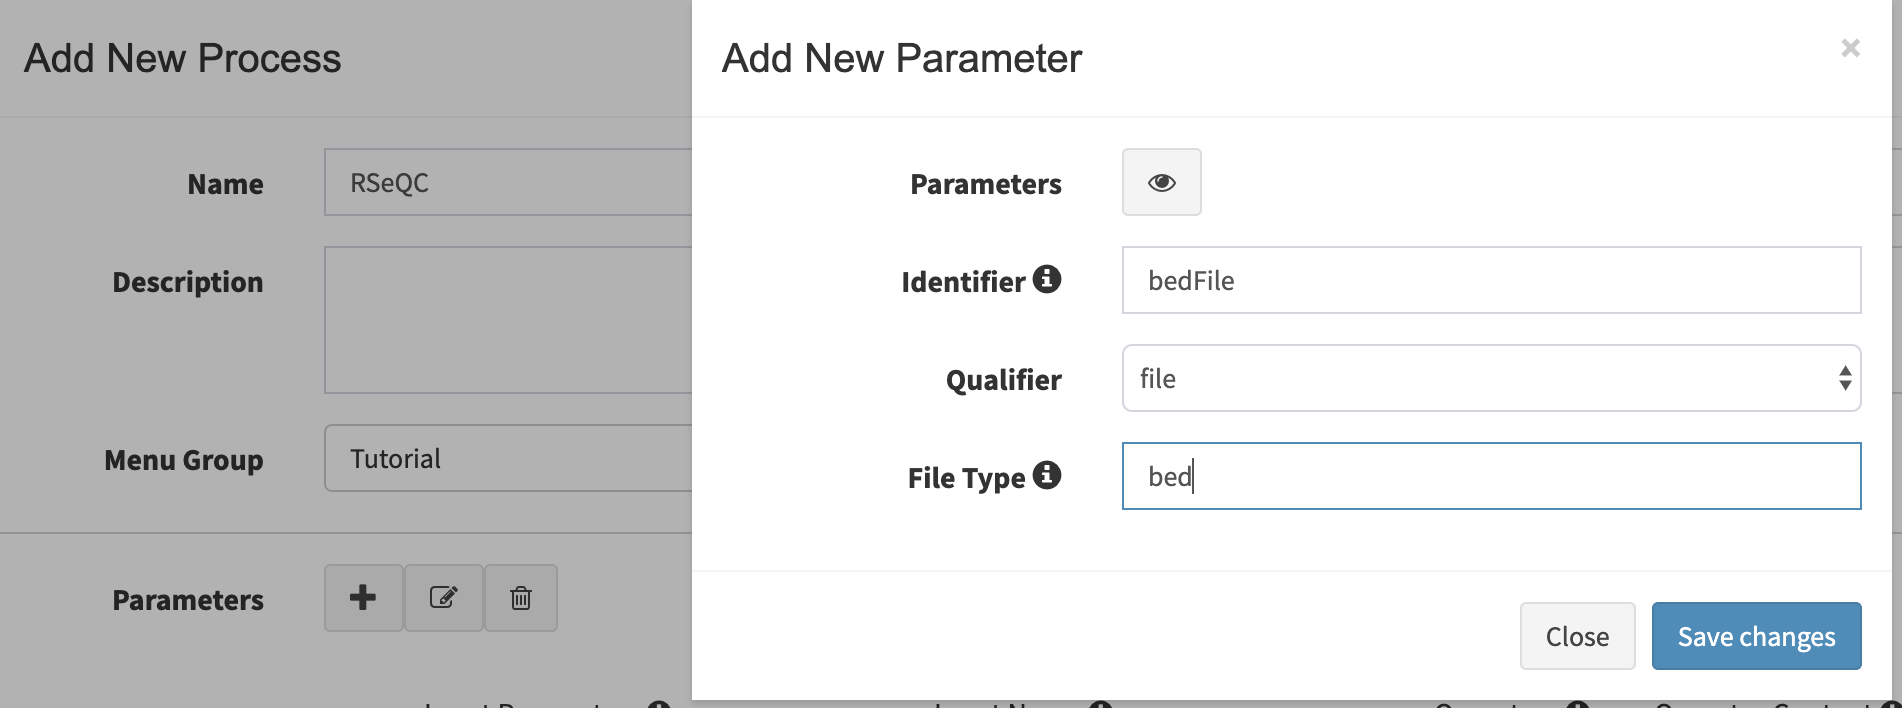 Add New Process
Add New Parameter
×
Name
RSeQC
Description
Menu Group
Tutorial
Parameters
Parameters
Identifier
bedFile
Qualifier
file
File Type
bed
Close
Save changes